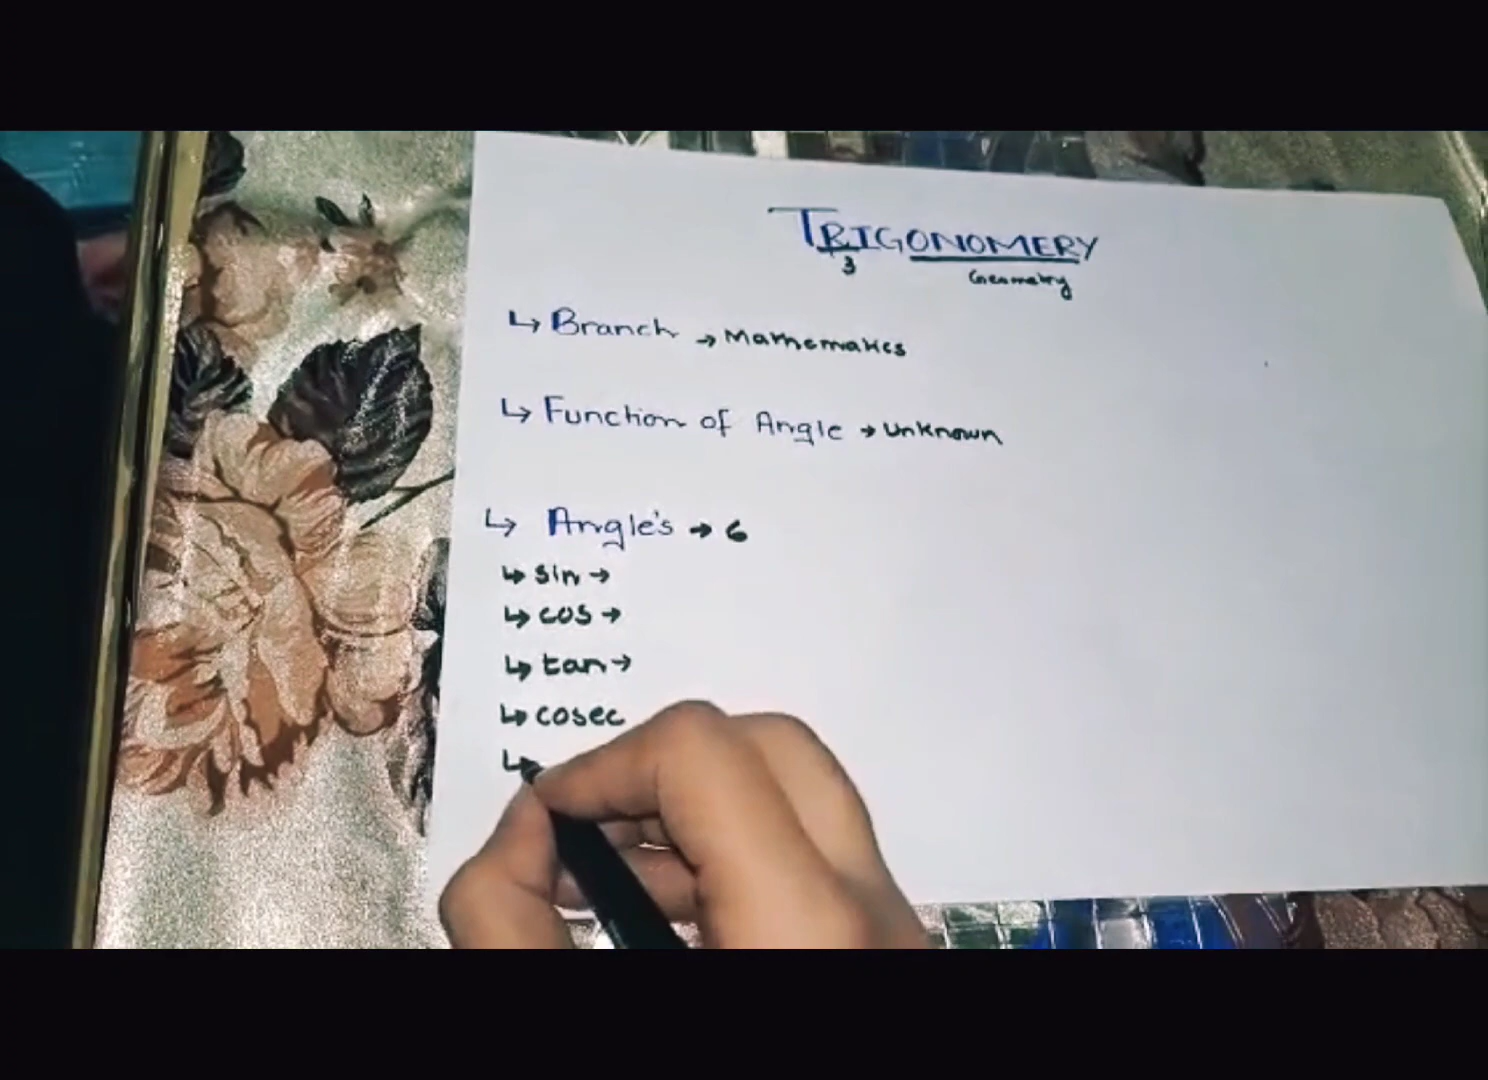 TRIGONOMERY
3 Geometry
↳ Branch → Mathematics
↳ Function of Angle → Unknown
↳ Angle's → 6
↳ sin →
↳ cos →
↳ tan →
↳ cosec
↳